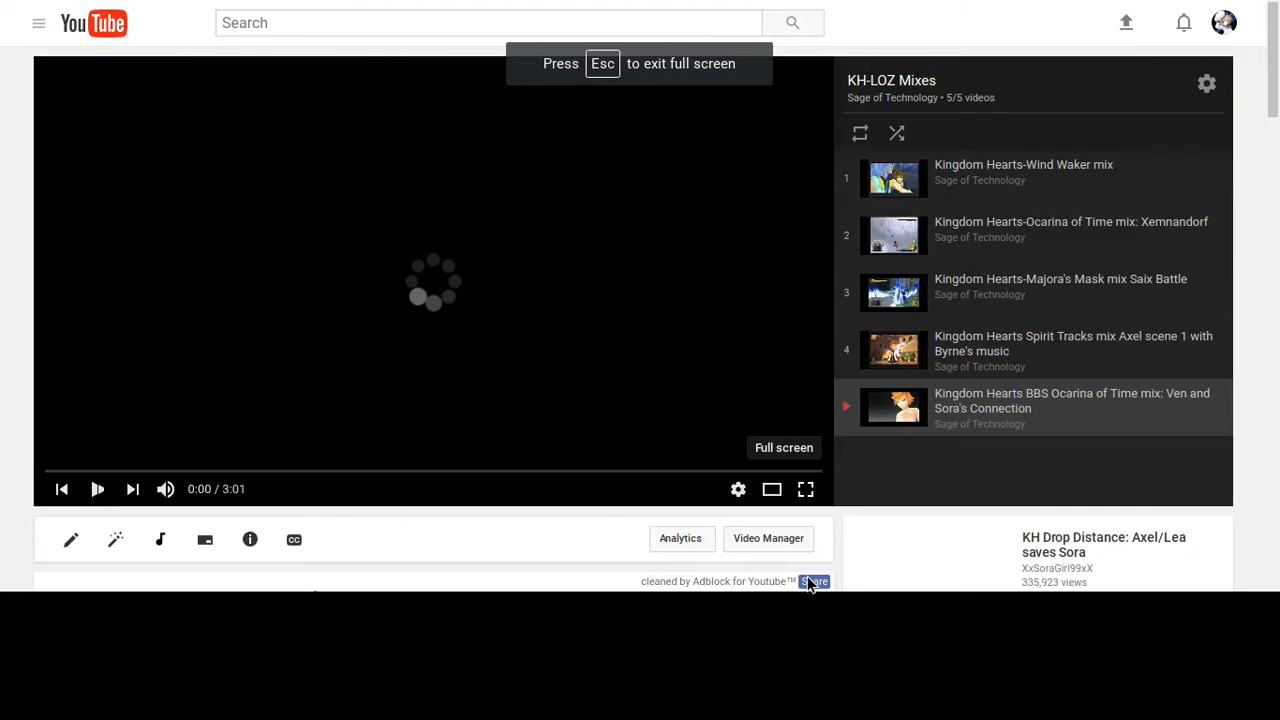 YouTube
Search
Press Esc to exit full screen
KH-LOZ Mixes
Sage of Technology • 5/5 videos
1
Kingdom Hearts-Wind Waker mix
Sage of Technology
2
Kingdom Hearts-Ocarina of Time mix: Xemnandorf
Sage of Technology
3
Kingdom Hearts-Majora's Mask mix Saix Battle
Sage of Technology
4
Kingdom Hearts Spirit Tracks mix Axel scene 1 with
Byrne's music
Sage of Technology
Kingdom Hearts BBS Ocarina of Time mix: Ven and
Sora's Connection
Sage of Technology
Full screen
0:00 / 3:01
CC
Analytics
Video Manager
KH Drop Distance: Axel/Lea
saves Sora
XxSoraGirl99xX
335,923 views
cleaned by Adblock for Youtube™ Share